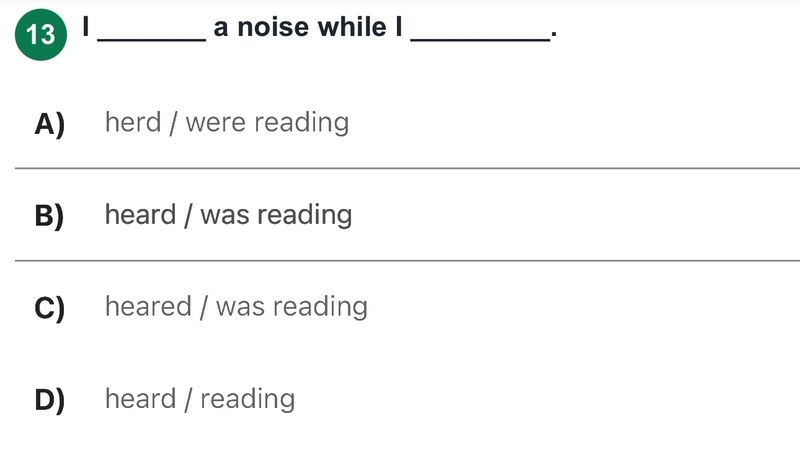 13 I _______ a noise while I _________.
A) herd / were reading
B) heard / was reading
C) heared / was reading
D) heard / reading